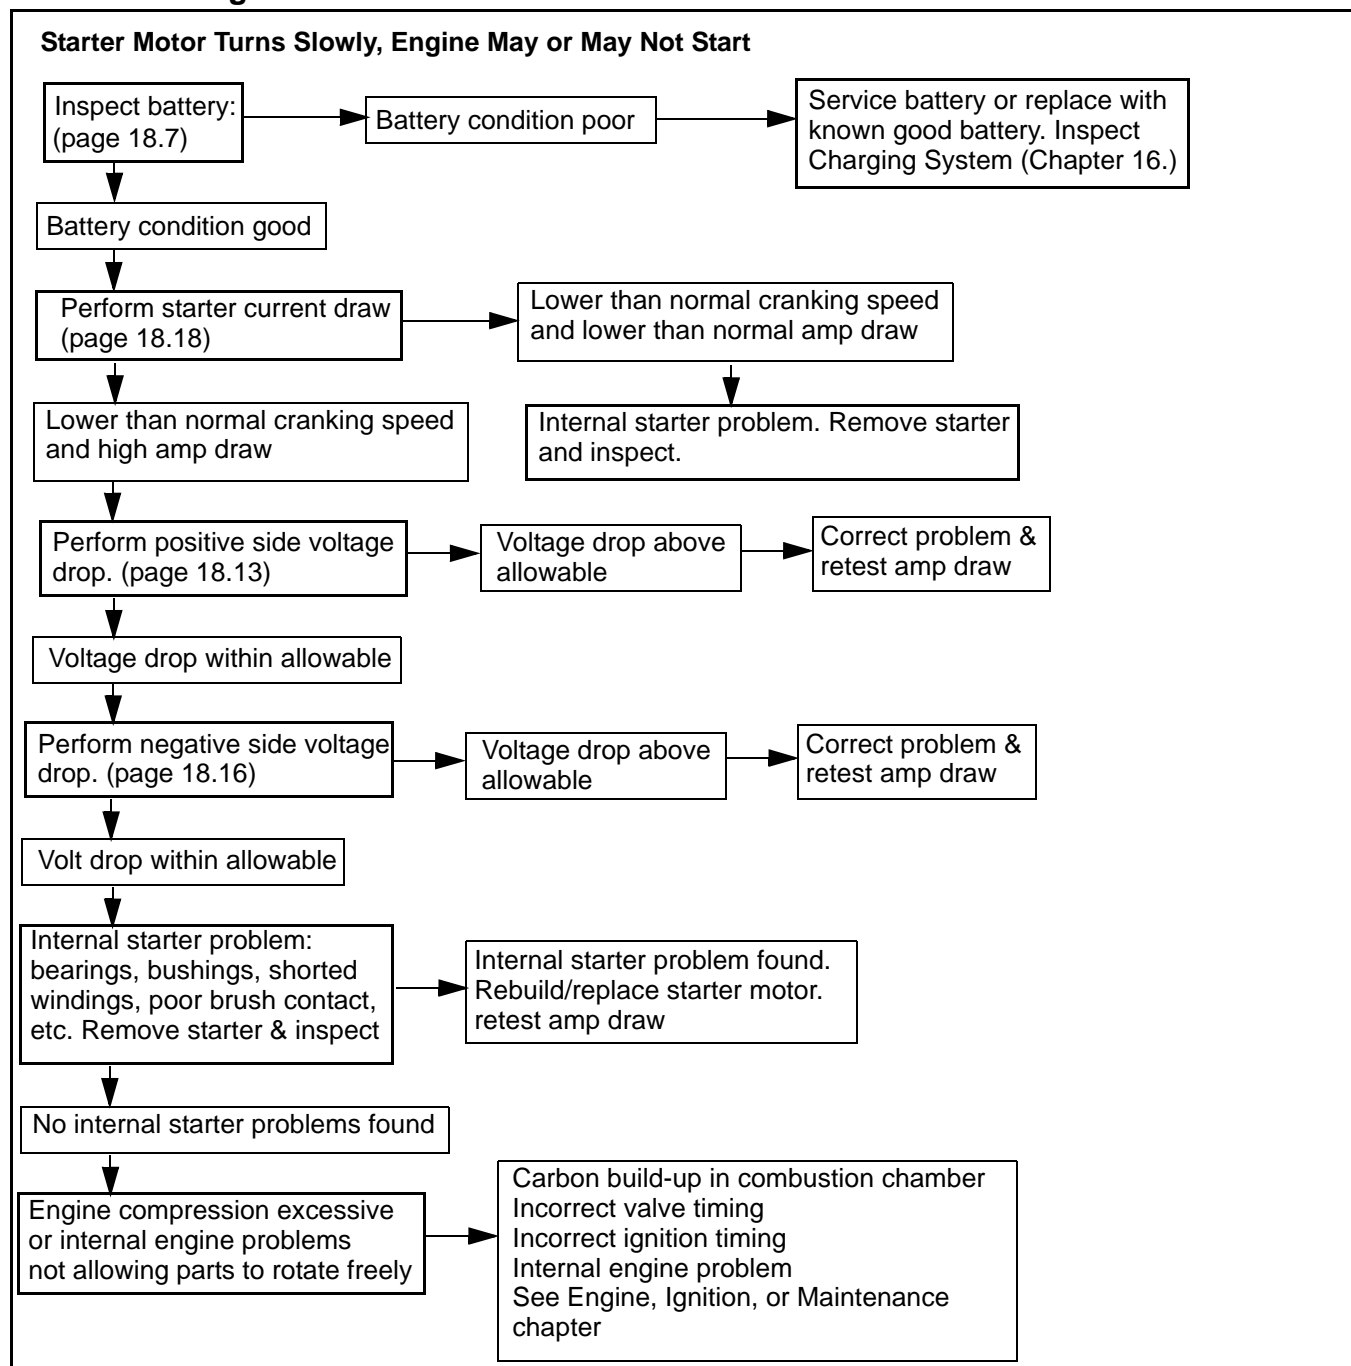 Starter Motor Turns Slowly, Engine May or May Not Start
Inspect battery:
(page 18.7)
Battery condition poor
Service battery or replace with
known good battery. Inspect
Charging System (Chapter 16.)
Battery condition good
Perform starter current draw
(page 18.18)
Lower than normal cranking speed
and lower than normal amp draw
Lower than normal cranking speed
and high amp draw
Internal starter problem. Remove starter
and inspect.
Perform positive side voltage
drop. (page 18.13)
Voltage drop above
allowable
Correct problem &
retest amp draw
Voltage drop within allowable
Perform negative side voltage
drop. (page 18.16)
Voltage drop above
allowable
Correct problem &
retest amp draw
Volt drop within allowable
Internal starter problem:
bearings, bushings, shorted
windings, poor brush contact,
etc. Remove starter & inspect
Internal starter problem found.
Rebuild/replace starter motor.
retest amp draw
No internal starter problems found
Engine compression excessive
or internal engine problems
not allowing parts to rotate freely
Carbon build-up in combustion chamber
Incorrect valve timing
Incorrect ignition timing
Internal engine problem
See Engine, Ignition, or Maintenance
chapter